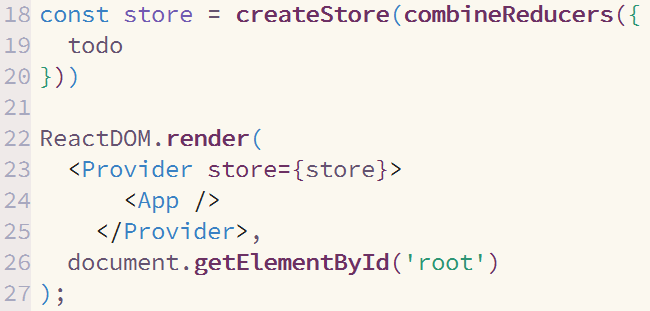 18 const store = createStore(combineReducers({
19   todo
20 }))
21
22 ReactDOM.render(
23   <Provider store={store}>
24       <App />
25     </Provider>,
26   document.getElementById('root')
27 );